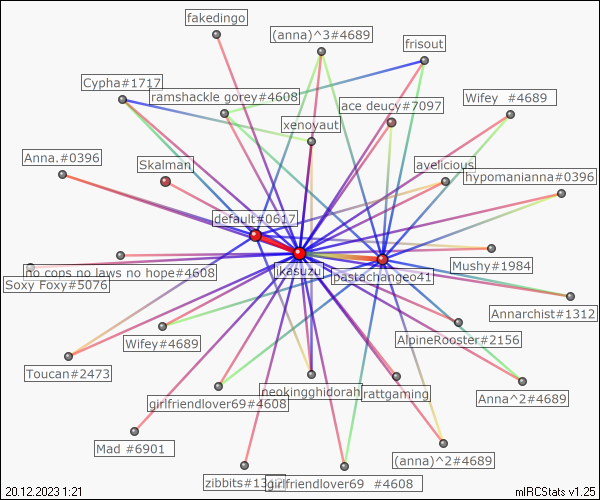 fakedingo
(anna)^3#4689
frisout
Cypha#1717
ramshackle gorey#4608
ace deucy#7097
Wifey #4689
xenoyaut
Anna.#0396
Skalman
avelicious
hypomanianna#0396
default#0617
jkasuzu
pastachangeo41
no cops no laws no hope#4608
Soxy Foxy#5076
Mushy#1984
Annarchist#1312
Wifey#4689
AlpineRooster#2156
Toucan#2473
girlfriendlover69#4608
neokingghidorah
rattgaming
Anna^2#4689
Mad #6901
(anna)^2#4689
girlfriendlover69 #4608
20.12.2023 1:21
mIRCStats v1.25